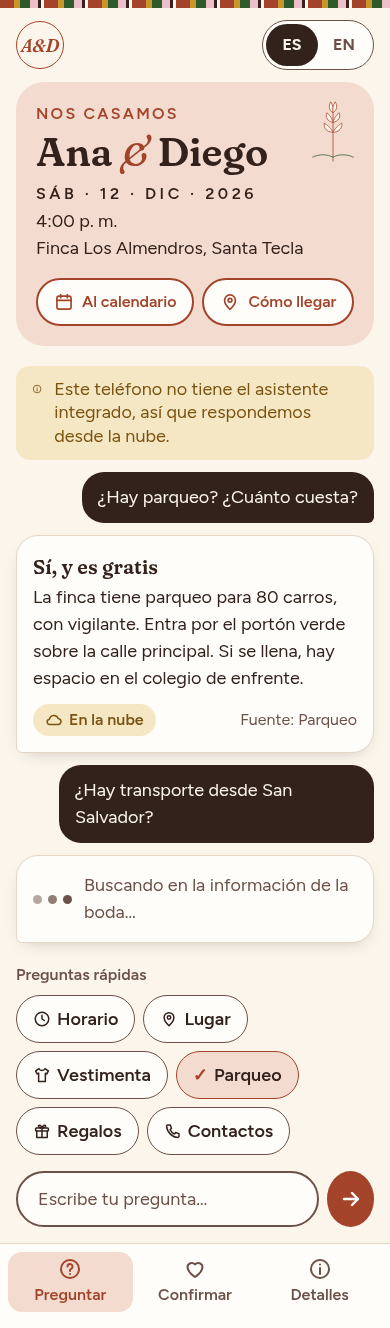 A&D
ES EN
NOS CASAMOS
Ana & Diego
SÁB · 12 · DIC · 2026
4:00 p. m.
Finca Los Almendros, Santa Tecla
Al calendario Cómo llegar
Este teléfono no tiene el asistente
integrado, así que respondemos
desde la nube.
¿Hay parqueo? ¿Cuánto cuesta?
Sí, y es gratis
La finca tiene parqueo para 80 carros,
con vigilante. Entra por el portón verde
sobre la calle principal. Si se llena, hay
espacio en el colegio de enfrente.
En la nube Fuente: Parqueo
¿Hay transporte desde San
Salvador?
Buscando en la información de la
boda…
Preguntas rápidas
Horario Lugar
Vestimenta ✓ Parqueo
Regalos Contactos
Escribe tu pregunta…
Preguntar Confirmar Detalles